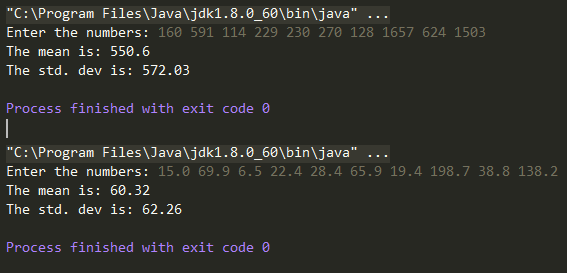 "C:\Program Files\Java\jdk1.8.0_60\bin\java" ...
Enter the numbers: 160 591 114 229 230 270 128 1657 624 1503
The mean is: 550.6
The std. dev is: 572.03
Process finished with exit code 0
"C:\Program Files\Java\jdk1.8.0_60\bin\java" ...
Enter the numbers: 15.0 69.9 6.5 22.4 28.4 65.9 19.4 198.7 38.8 138.2
The mean is: 60.32
The std. dev is: 62.26
Process finished with exit code 0